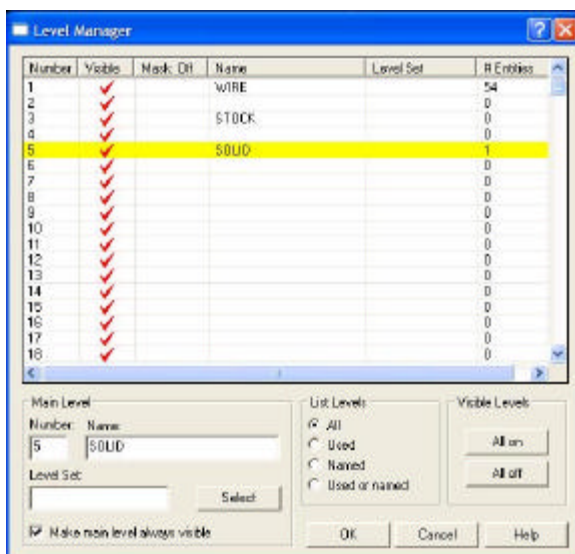 Level Manager
Number Visible Mask: Off Name Level Set # Entities
1 WIRE 54
2 0
3 STOCK 0
4 0
5 SOLID 1
6 0
7 0
8 0
9 0
10 0
11 0
12 0
13 0
14 0
15 0
16 0
17 0
18 0
Main Level
Number: Name:
5 SOLID
Level Set:
Select
Make main level always visible
List Levels
All
Used
Named
Used or named
Visible Levels
All on
All off
OK Cancel Help